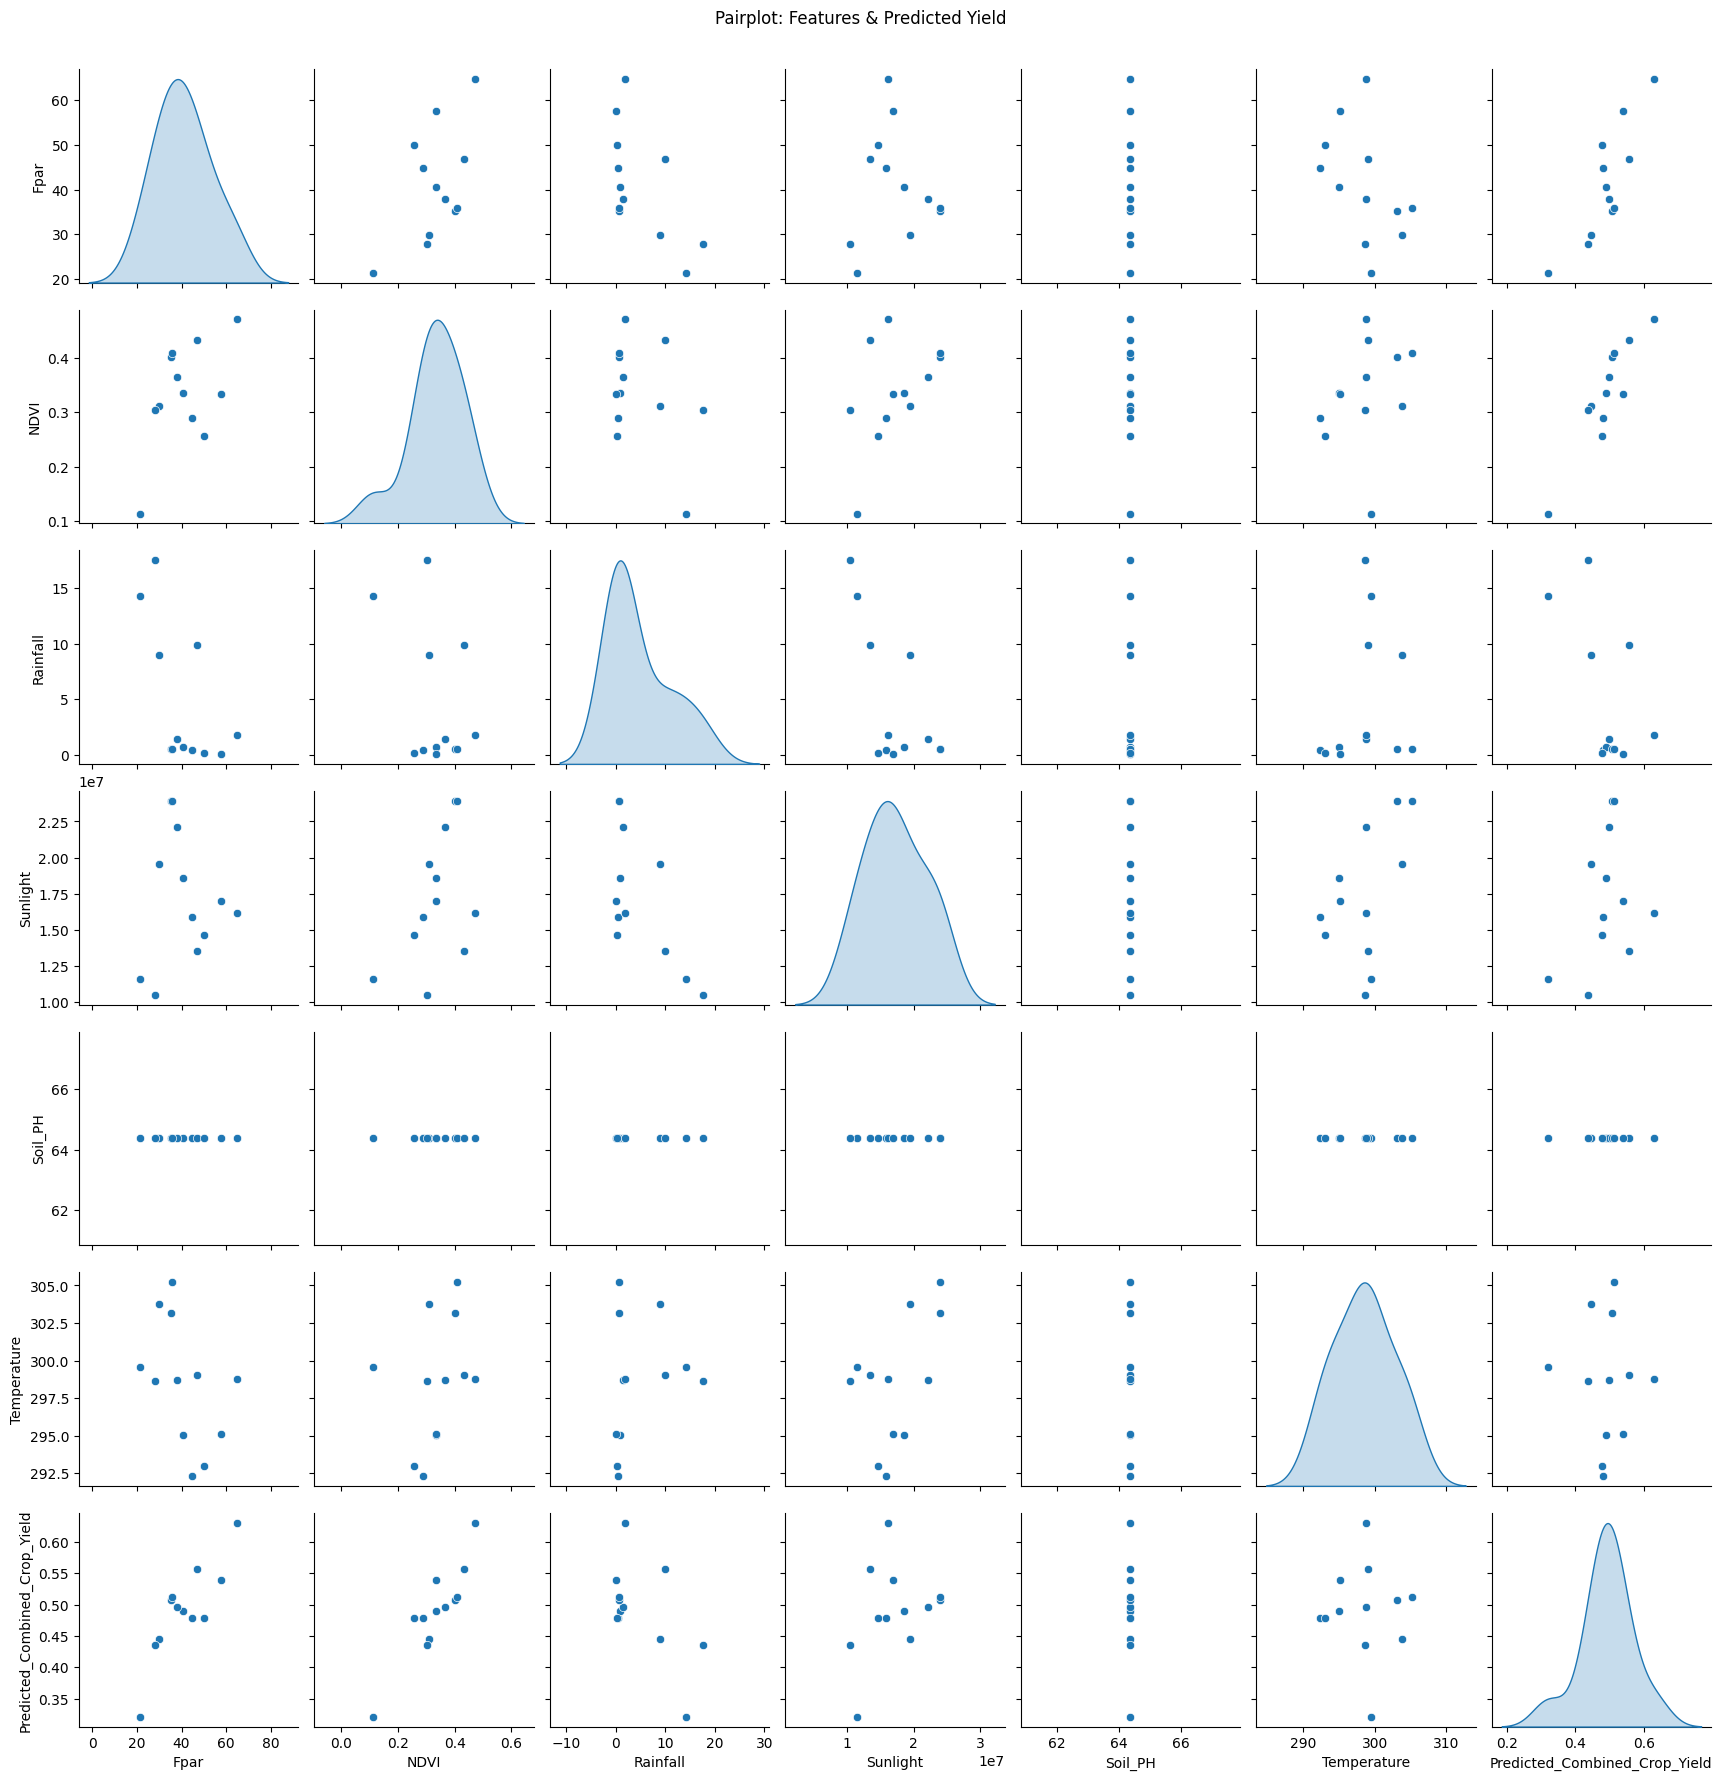 Pairplot: Features & Predicted Yield
Fpar
60
50
40
30
20
NDVI
0.4
0.3
0.2
0.1
Rainfall
15
10
5
0
1e7
Sunlight
2.25
2.00
1.75
1.50
1.25
1.00
Soil_PH
66
64
62
Temperature
305.0
302.5
300.0
297.5
295.0
292.5
Predicted_Combined_Crop_Yield
0.60
0.55
0.50
0.45
0.40
0.35
0 20 40 60 80
Fpar
0.0 0.2 0.4 0.6
NDVI
−10 0 10 20 30
Rainfall
1 2 3
Sunlight 1e7
62 64 66
Soil_PH
290 300 310
Temperature
0.2 0.4 0.6
Predicted_Combined_Crop_Yield